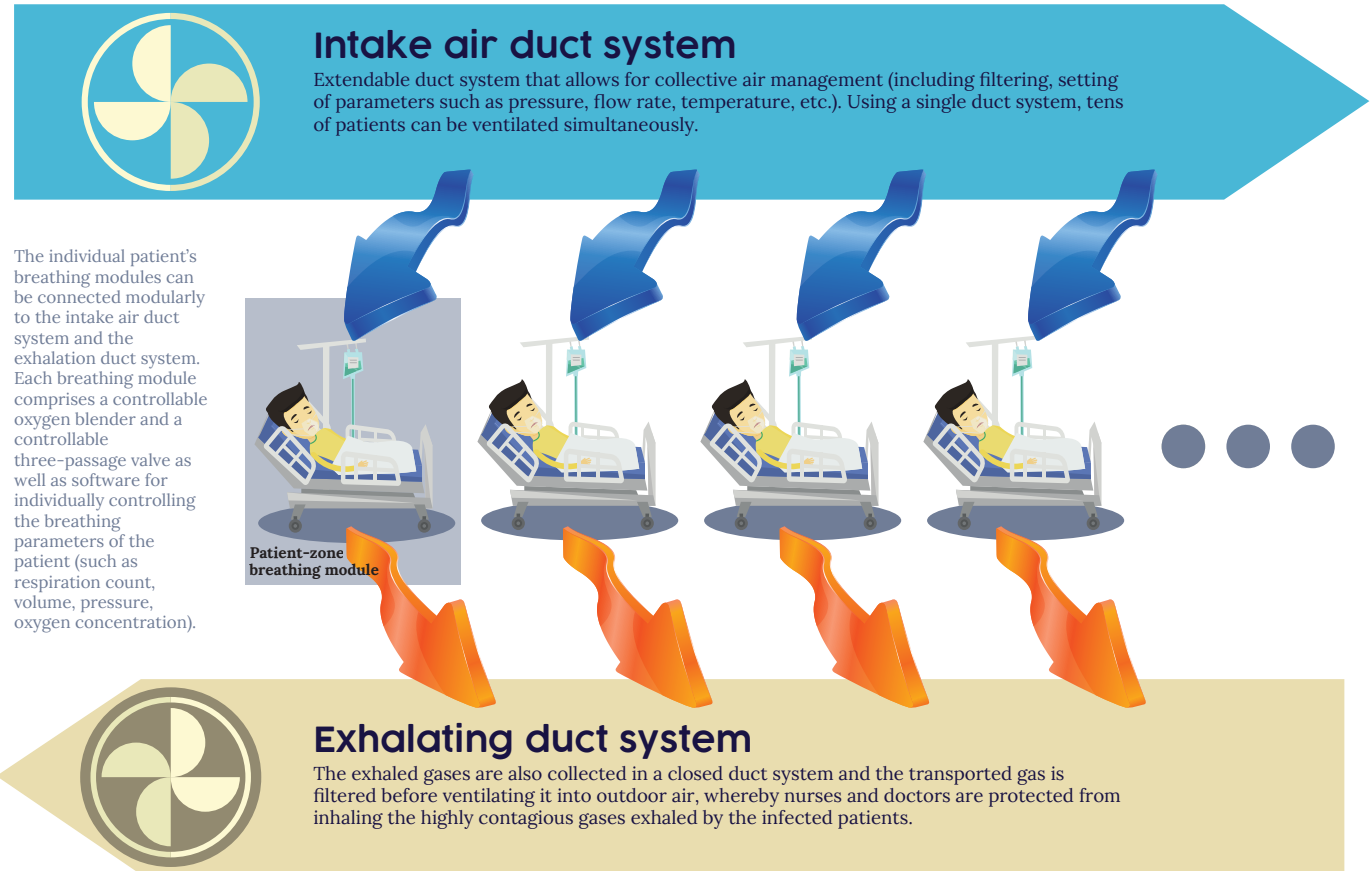 Intake air duct system
Extendable duct system that allows for collective air management (including filtering, setting
of parameters such as pressure, flow rate, temperature, etc.). Using a single duct system, tens
of patients can be ventilated simultaneously.
The individual patient's
breathing modules can
be connected modularly
to the intake air duct
system and the
exhalation duct system.
Each breathing module
comprises a controllable
oxygen blender and a
controllable
three-passage valve as
well as software for
individually controlling
the breathing
parameters of the
patient (such as
respiration count,
volume, pressure,
oxygen concentration).
Patient-zone
breathing module
Exhalating duct system
The exhaled gases are also collected in a closed duct system and the transported gas is
filtered before ventilating it into outdoor air, whereby nurses and doctors are protected from
inhaling the highly contagious gases exhaled by the infected patients.